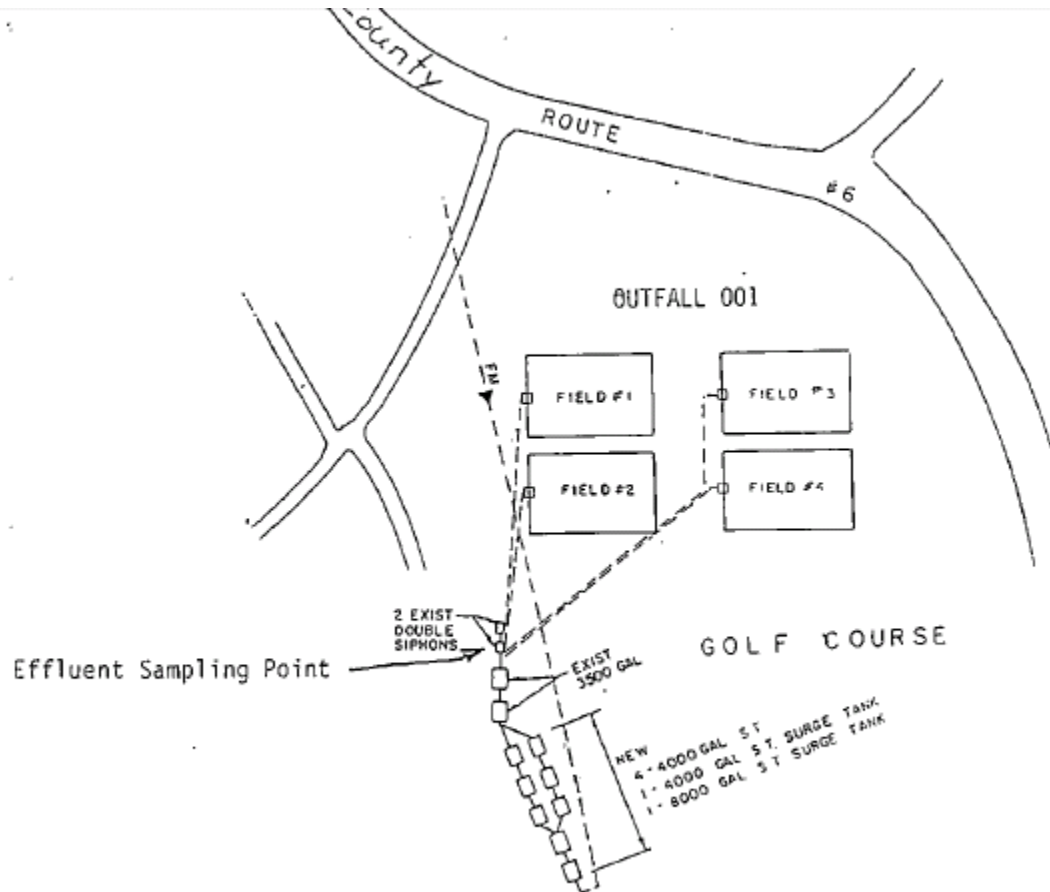 County
ROUTE
#6
OUTFALL 001
FM
FIELD #1
FIELD #3
FIELD #2
FIELD #4
2 EXIST
DOUBLE
SIPHONS
Effluent Sampling Point
EXIST
3500 GAL
GOLF COURSE
NEW
4-4000 GAL S T
1-4000 GAL S T. SURGE TANK
1-8000 GAL S T SURGE TANK